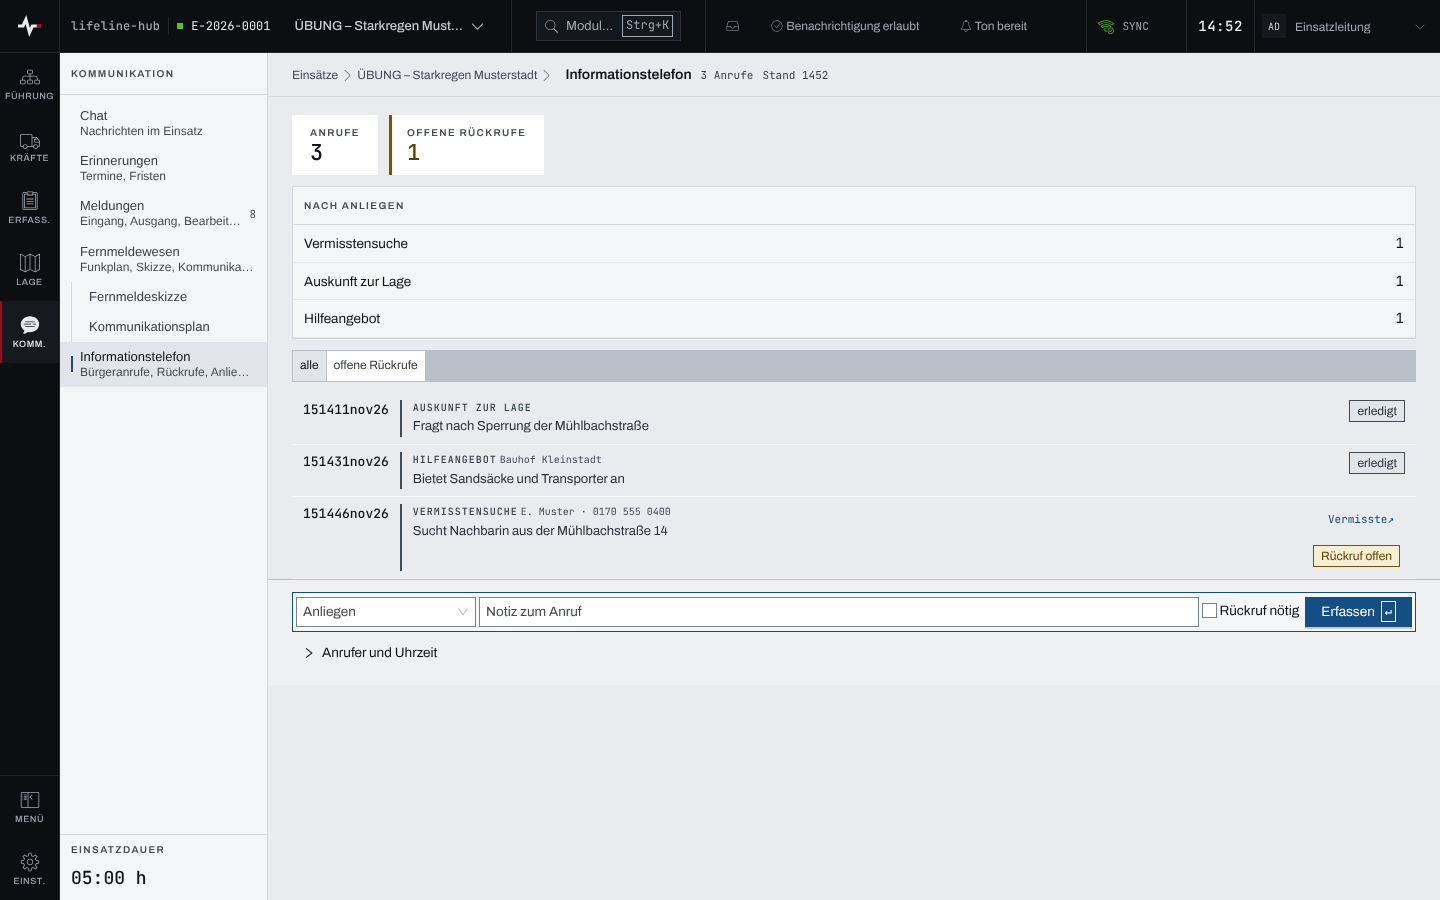 lifeline-hub
E-2026-0001
ÜBUNG – Starkregen Must...
Modul...
Strg+K
Benachrichtigung erlaubt
Ton bereit
SYNC
14:52
AD
Einsatzleitung
FÜHRUNG
KRÄFTE
ERFASS.
LAGE
KOMM.
MENÜ
EINST.
KOMMUNIKATION
Chat
Nachrichten im Einsatz
Erinnerungen
Termine, Fristen
Meldungen
Eingang, Ausgang, Bearbeit...
8
Fernmeldewesen
Funkplan, Skizze, Kommunika...
Fernmeldeskizze
Kommunikationsplan
Informationstelefon
Bürgeranrufe, Rückrufe, Anlie...
EINSATZDAUER
05:00 h
Einsätze
ÜBUNG – Starkregen Musterstadt
Informationstelefon
3 Anrufe
Stand 1452
ANRUFE
3
OFFENE RÜCKRUFE
1
NACH ANLIEGEN
Vermisstensuche 1
Auskunft zur Lage 1
Hilfeangebot 1
alle
offene Rückrufe
151411nov26
AUSKUNFT ZUR LAGE
Fragt nach Sperrung der Mühlbachstraße
erledigt
151431nov26
HILFEANGEBOT Bauhof Kleinstadt
Bietet Sandsäcke und Transporter an
erledigt
151446nov26
VERMISSTENSUCHE E. Muster · 0170 555 0400
Sucht Nachbarin aus der Mühlbachstraße 14
Vermisste↗
Rückruf offen
Anliegen
Notiz zum Anruf
Rückruf nötig
Erfassen ↵
Anrufer und Uhrzeit